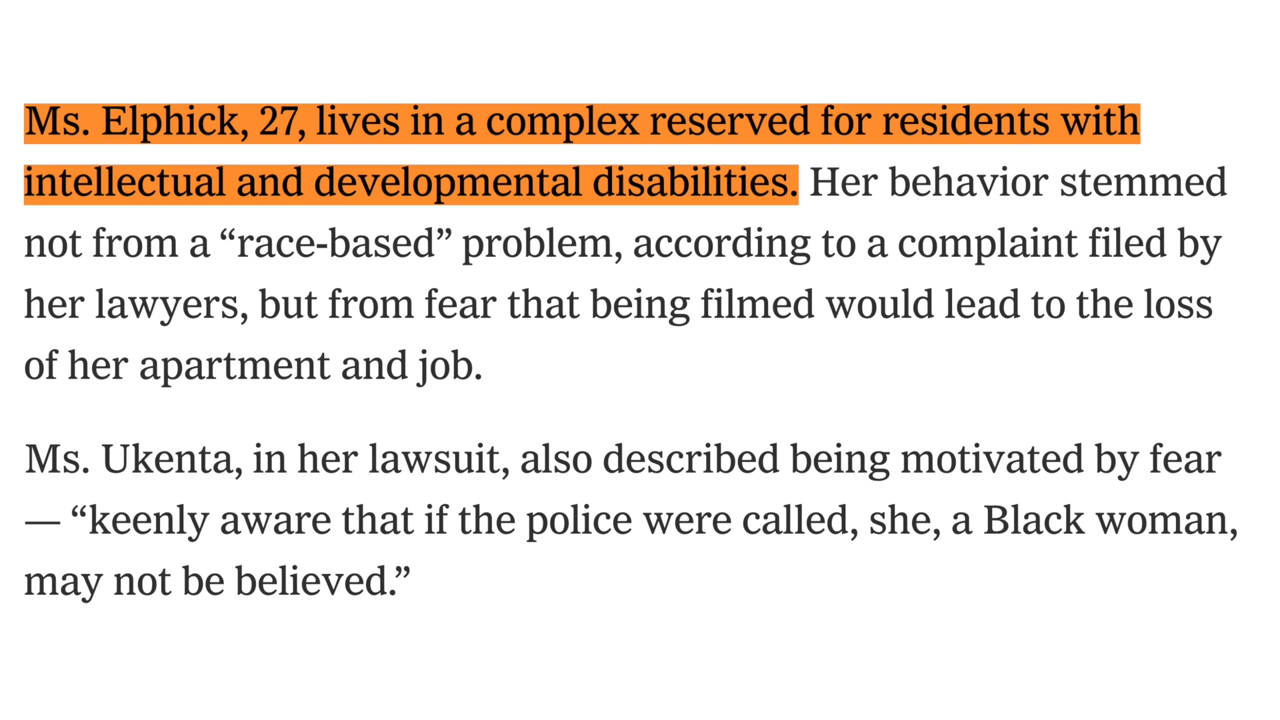 Ms. Elphick, 27, lives in a complex reserved for residents with
intellectual and developmental disabilities. Her behavior stemmed
not from a “race-based” problem, according to a complaint filed by
her lawyers, but from fear that being filmed would lead to the loss
of her apartment and job.
Ms. Ukenta, in her lawsuit, also described being motivated by fear
— “keenly aware that if the police were called, she, a Black woman,
may not be believed.”